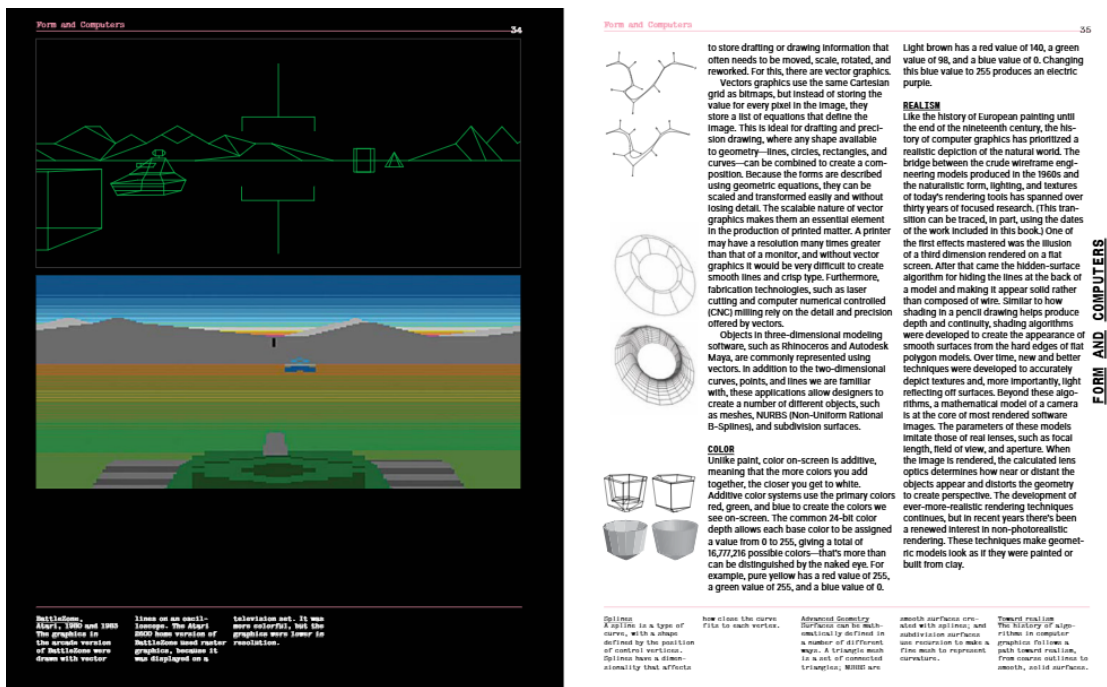 Form and Computers
34
BattleZone,
Atari, 1980 and 1983
The graphics in
the arcade version
of BattleZone were
drawn with vector
lines on an oscil-
loscope. The Atari
2600 home version of
BattleZone used raster
graphics, because it
was displayed on a
television set. It was
more colorful, but the
graphics were lower in
resolution.
Form and Computers
35
to store drafting or drawing information that
often needs to be moved, scale, rotated, and
reworked. For this, there are vector graphics.
Vectors graphics use the same Cartesian
grid as bitmaps, but instead of storing the
value for every pixel in the image, they
store a list of equations that define the
image. This is ideal for drafting and preci-
sion drawing, where any shape available
to geometry—lines, circles, rectangles, and
curves—can be combined to create a com-
position. Because the forms are described
using geometric equations, they can be
scaled and transformed easily and without
losing detail. The scalable nature of vector
graphics makes them an essential element
in the production of printed matter. A printer
may have a resolution many times greater
than that of a monitor, and without vector
graphics it would be very difficult to create
smooth lines and crisp type. Furthermore,
fabrication technologies, such as laser
cutting and computer numerical controlled
(CNC) milling rely on the detail and precision
offered by vectors.
Objects in three-dimensional modeling
software, such as Rhinoceros and Autodesk
Maya, are commonly represented using
vectors. In addition to the two-dimensional
curves, points, and lines we are familiar
with, these applications allow designers to
create a number of different objects, such
as meshes, NURBS (Non-Uniform Rational
B-Splines), and subdivision surfaces.
COLOR
Unlike paint, color on-screen is additive,
meaning that the more colors you add
together, the closer you get to white.
Additive color systems use the primary colors
red, green, and blue to create the colors we
see on-screen. The common 24-bit color
depth allows each base color to be assigned
a value from 0 to 255, giving a total of
16,777,216 possible colors—that's more than
can be distinguished by the naked eye. For
example, pure yellow has a red value of 255,
a green value of 255, and a blue value of 0.
Light brown has a red value of 140, a green
value of 98, and a blue value of 0. Changing
this blue value to 255 produces an electric
purple.
REALISM
Like the history of European painting until
the end of the nineteenth century, the his-
tory of computer graphics has prioritized a
realistic depiction of the natural world. The
bridge between the crude wireframe engi-
neering models produced in the 1960s and
the naturalistic form, lighting, and textures
of today's rendering tools has spanned over
thirty years of focused research. (This tran-
sition can be traced, in part, using the dates
of the work included in this book.) One of
the first effects mastered was the illusion
of a third dimension rendered on a flat
screen. After that came the hidden-surface
algorithm for hiding the lines at the back of
a model and making it appear solid rather
than composed of wire. Similar to how
shading in a pencil drawing helps produce
depth and continuity, shading algorithms
were developed to create the appearance of
smooth surfaces from the hard edges of flat
polygon models. Over time, new and better
techniques were developed to accurately
depict textures and, more importantly, light
reflecting off surfaces. Beyond these algo-
rithms, a mathematical model of a camera
is at the core of most rendered software
images. The parameters of these models
imitate those of real lenses, such as focal
length, field of view, and aperture. When
the image is rendered, the calculated lens
optics determines how near or distant the
objects appear and distorts the geometry
to create perspective. The development of
ever-more-realistic rendering techniques
continues, but in recent years there's been
a renewed interest in non-photorealistic
rendering. These techniques make geomet-
ric models look as if they were painted or
built from clay.
FORM AND COMPUTERS
Splines
A spline is a type of
curve, with a shape
defined by the position
of control vertices.
Splines have a dimen-
sionality that affects
how close the curve
fits to each vertex.
Advanced Geometry
Surfaces can be math-
ematically defined in
a number of different
ways. A triangle mesh
is a set of connected
triangles; NURBS are
smooth surfaces cre-
ated with splines; and
subdivision surfaces
use recursion to make a
fine mesh to represent
curvature.
Toward realism
The history of algo-
rithms in computer
graphics follows a
path toward realism,
from coarse outlines to
smooth, solid surfaces.